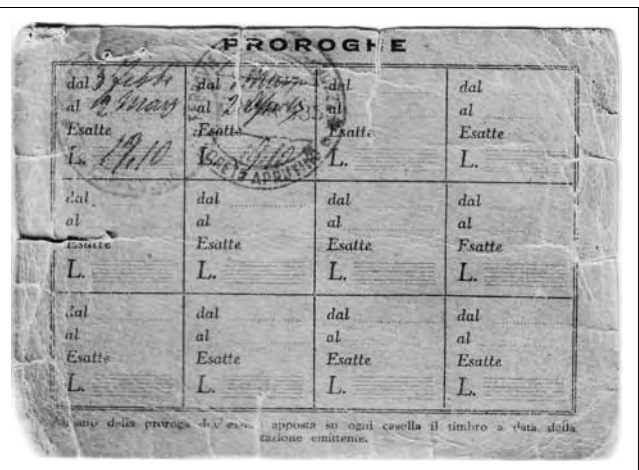 PROROGHE
dal 3 Febb dal dal dal
al 12 Marz al al al
Esatte Esatte Esatte Esatte
L. 19,10 L. L. L.
dal dal dal dal
al al al al
Esatte Esatte Esatte Esatte
L. L. L. L.
dal dal dal dal
al al al al
Esatte Esatte Esatte Esatte
L. L. L. L.
della proroga apposta su ogni casella il timbro a data della
stazione emittente.